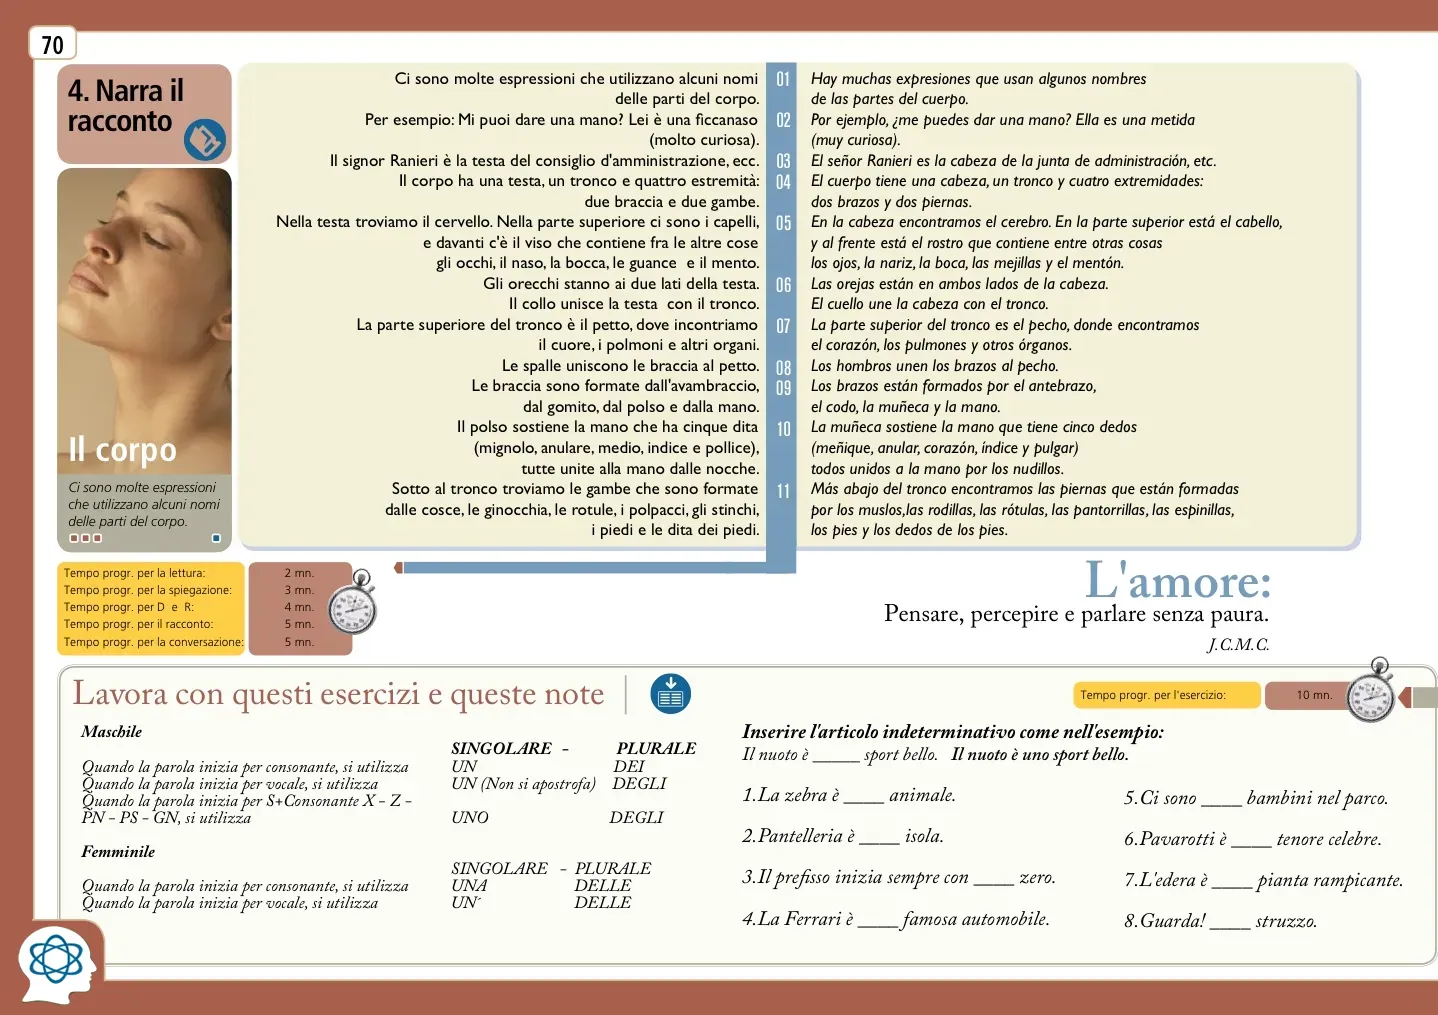 70
4. Narra il
racconto
Il corpo
Ci sono molte espressioni
che utilizzano alcuni nomi
delle parti del corpo.
Ci sono molte espressioni che utilizzano alcuni nomi
delle parti del corpo.
Per esempio: Mi puoi dare una mano? Lei è una ficcanaso
(molto curiosa).
Il signor Ranieri è la testa del consiglio d'amministrazione, ecc.
Il corpo ha una testa, un tronco e quattro estremità:
due braccia e due gambe.
Nella testa troviamo il cervello. Nella parte superiore ci sono i capelli,
e davanti c'è il viso che contiene fra le altre cose
gli occhi, il naso, la bocca, le guance e il mento.
Gli orecchi stanno ai due lati della testa.
Il collo unisce la testa con il tronco.
La parte superiore del tronco è il petto, dove incontriamo
il cuore, i polmoni e altri organi.
Le spalle uniscono le braccia al petto.
Le braccia sono formate dall'avambraccio,
dal gomito, dal polso e dalla mano.
Il polso sostiene la mano che ha cinque dita
(mignolo, anulare, medio, indice e pollice),
tutte unite alla mano dalle nocche.
Sotto al tronco troviamo le gambe che sono formate
dalle cosce, le ginocchia, le rotule, i polpacci, gli stinchi,
i piedi e le dita dei piedi.
01
02
03
04
05
06
07
08
09
10
11
Hay muchas expresiones que usan algunos nombres
de las partes del cuerpo.
Por ejemplo, ¿me puedes dar una mano? Ella es una metida
(muy curiosa).
El señor Ranieri es la cabeza de la junta de administración, etc.
El cuerpo tiene una cabeza, un tronco y cuatro extremidades:
dos brazos y dos piernas.
En la cabeza encontramos el cerebro. En la parte superior está el cabello,
y al frente está el rostro que contiene entre otras cosas
los ojos, la nariz, la boca, las mejillas y el mentón.
Las orejas están en ambos lados de la cabeza.
El cuello une la cabeza con el tronco.
La parte superior del tronco es el pecho, donde encontramos
el corazón, los pulmones y otros órganos.
Los hombros unen los brazos al pecho.
Los brazos están formados por el antebrazo,
el codo, la muñeca y la mano.
La muñeca sostiene la mano que tiene cinco dedos
(meñique, anular, corazón, índice y pulgar)
todos unidos a la mano por los nudillos.
Más abajo del tronco encontramos las piernas que están formadas
por los muslos,las rodillas, las rótulas, las pantorrillas, las espinillas,
los pies y los dedos de los pies.
Tempo progr. per la lettura: 2 mn.
Tempo progr. per la spiegazione: 3 mn.
Tempo progr. per D e R: 4 mn.
Tempo progr. per il racconto: 5 mn.
Tempo progr. per la conversazione: 5 mn.
L'amore:
Pensare, percepire e parlare senza paura.
J.C.M.C.
Lavora con questi esercizi e queste note
Tempo progr. per l'esercizio: 10 mn.
Maschile
SINGOLARE - PLURALE
Quando la parola inizia per consonante, si utilizza UN DEI
Quando la parola inizia per vocale, si utilizza UN (Non si apostrofa) DEGLI
Quando la parola inizia per S+Consonante X - Z -
PN - PS - GN, si utilizza UNO DEGLI
Femminile
SINGOLARE - PLURALE
Quando la parola inizia per consonante, si utilizza UNA DELLE
Quando la parola inizia per vocale, si utilizza UN´ DELLE
Inserire l'articolo indeterminativo come nell'esempio:
Il nuoto è _____ sport bello. Il nuoto è uno sport bello.
1.La zebra è ____ animale.
2.Pantelleria è ____ isola.
3.Il prefisso inizia sempre con ____ zero.
4.La Ferrari è ____ famosa automobile.
5.Ci sono ____ bambini nel parco.
6.Pavarotti è ____ tenore celebre.
7.L'edera è ____ pianta rampicante.
8.Guarda! ____ struzzo.